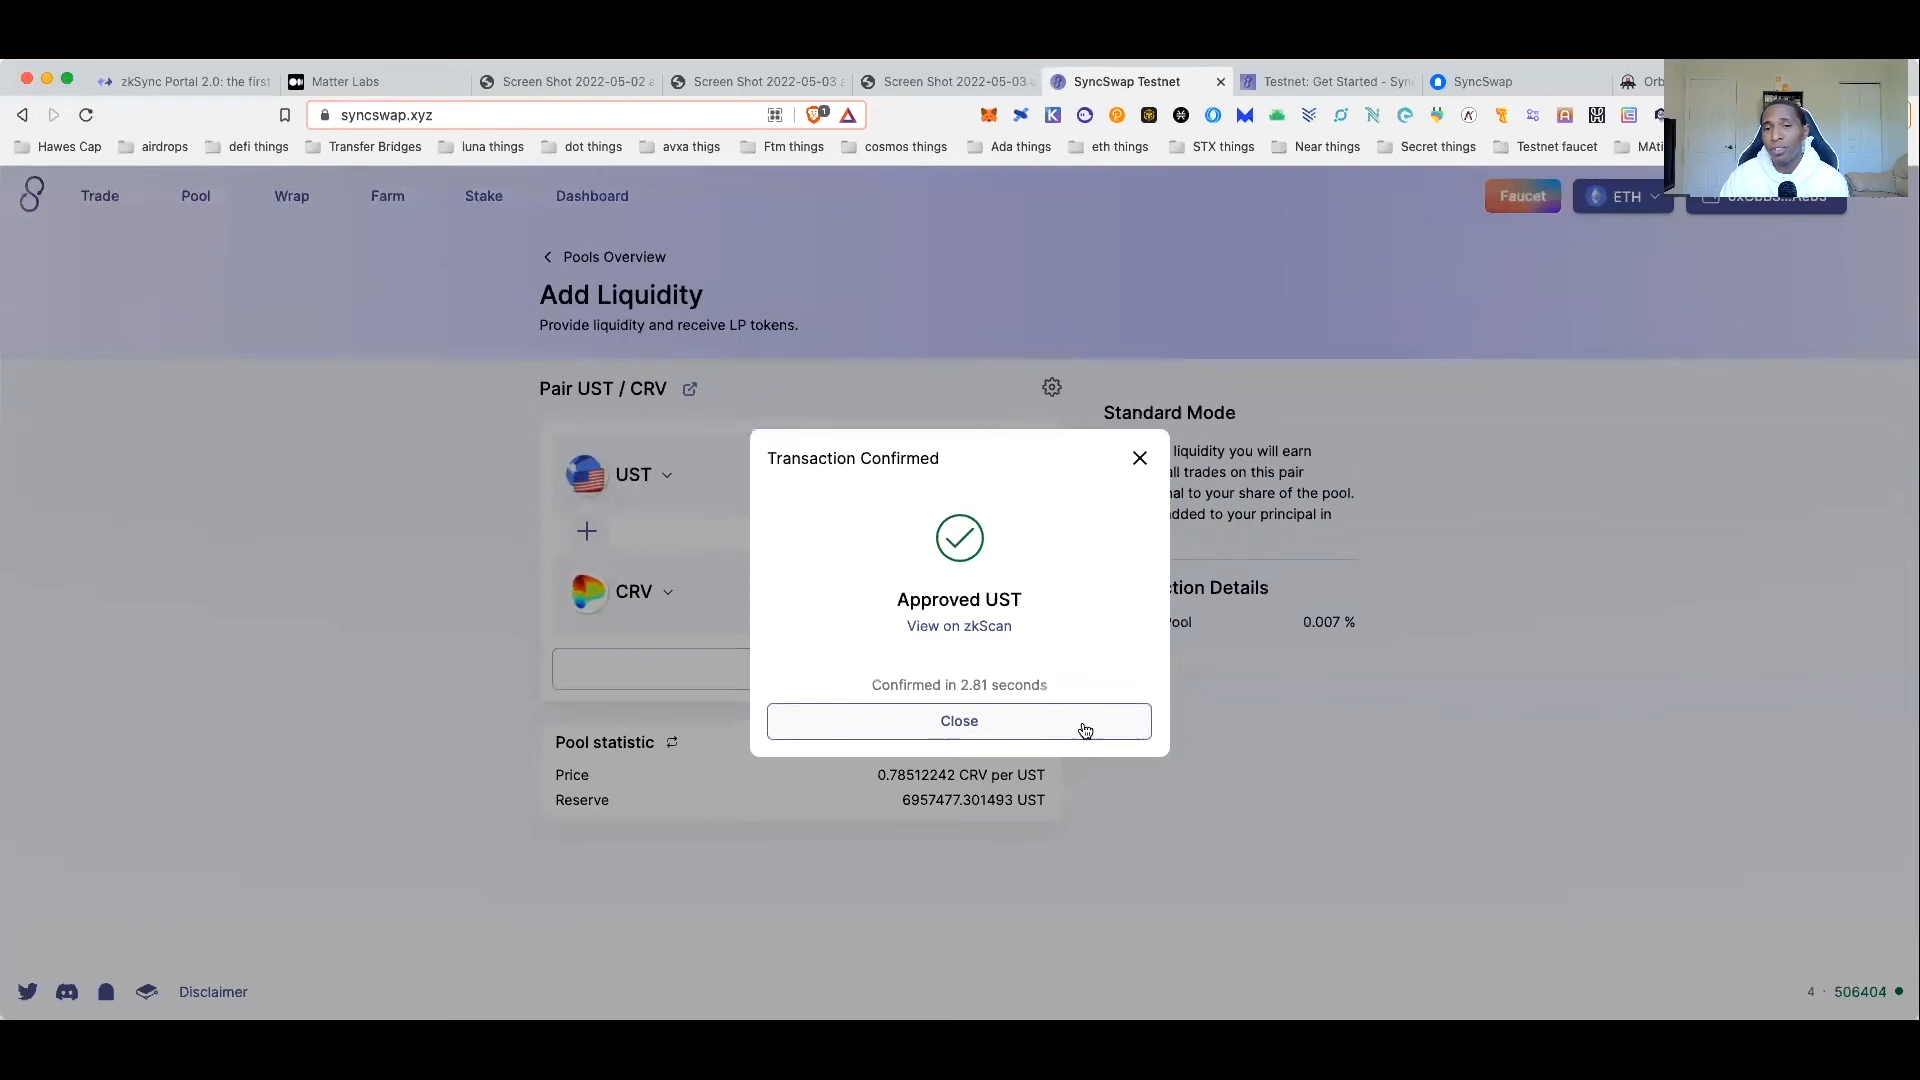 zkSync Portal 2.0: the first
Matter Labs
Screen Shot 2022-05-02 a
Screen Shot 2022-05-03 a
Screen Shot 2022-05-03 a
SyncSwap Testnet
Testnet: Get Started - Syn
SyncSwap
Orb
syncswap.xyz
1
Hawes Cap
airdrops
defi things
Transfer Bridges
luna things
dot things
avxa thigs
Ftm things
cosmos things
Ada things
eth things
STX things
Near things
Secret things
Testnet faucet
MAti
Trade
Pool
Wrap
Farm
Stake
Dashboard
Faucet
ETH
Pools Overview
Add Liquidity
Provide liquidity and receive LP tokens.
Pair UST / CRV
Standard Mode
liquidity you will earn
all trades on this pair
nal to your share of the pool.
added to your principal in
UST
CRV
ction Details
Pool
0.007 %
Transaction Confirmed
Approved UST
View on zkScan
Confirmed in 2.81 seconds
Close
Pool statistic
Price
0.78512242 CRV per UST
Reserve
6957477.301493 UST
Disclaimer
4 · 506404